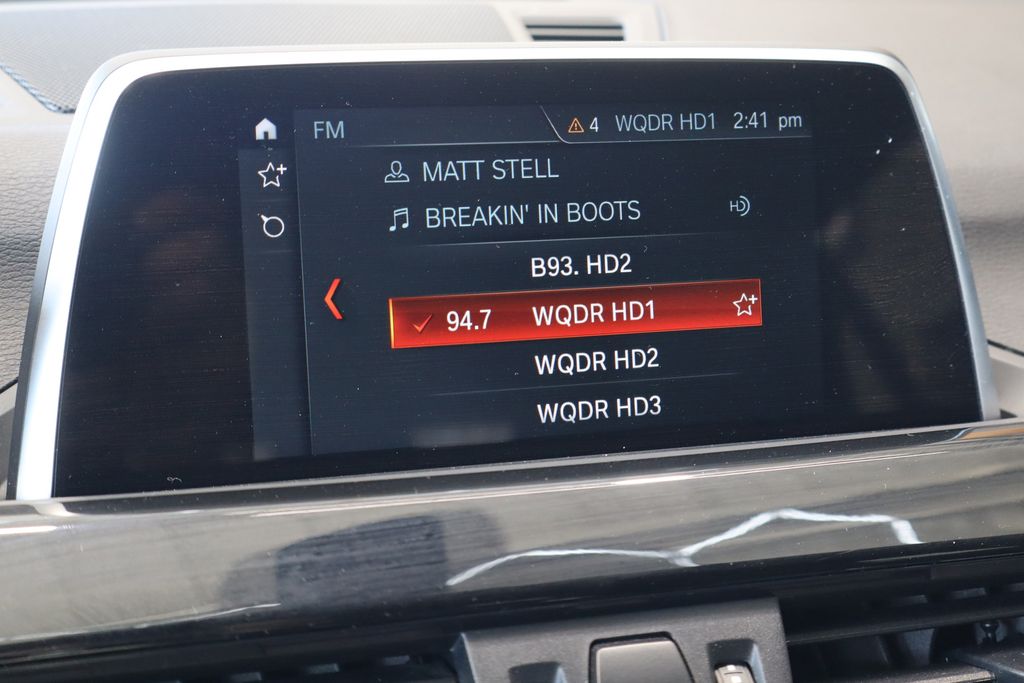 FM 4 WQDR HD1 2:41 pm
MATT STELL
BREAKIN' IN BOOTS HD
B93. HD2
94.7 WQDR HD1
WQDR HD2
WQDR HD3